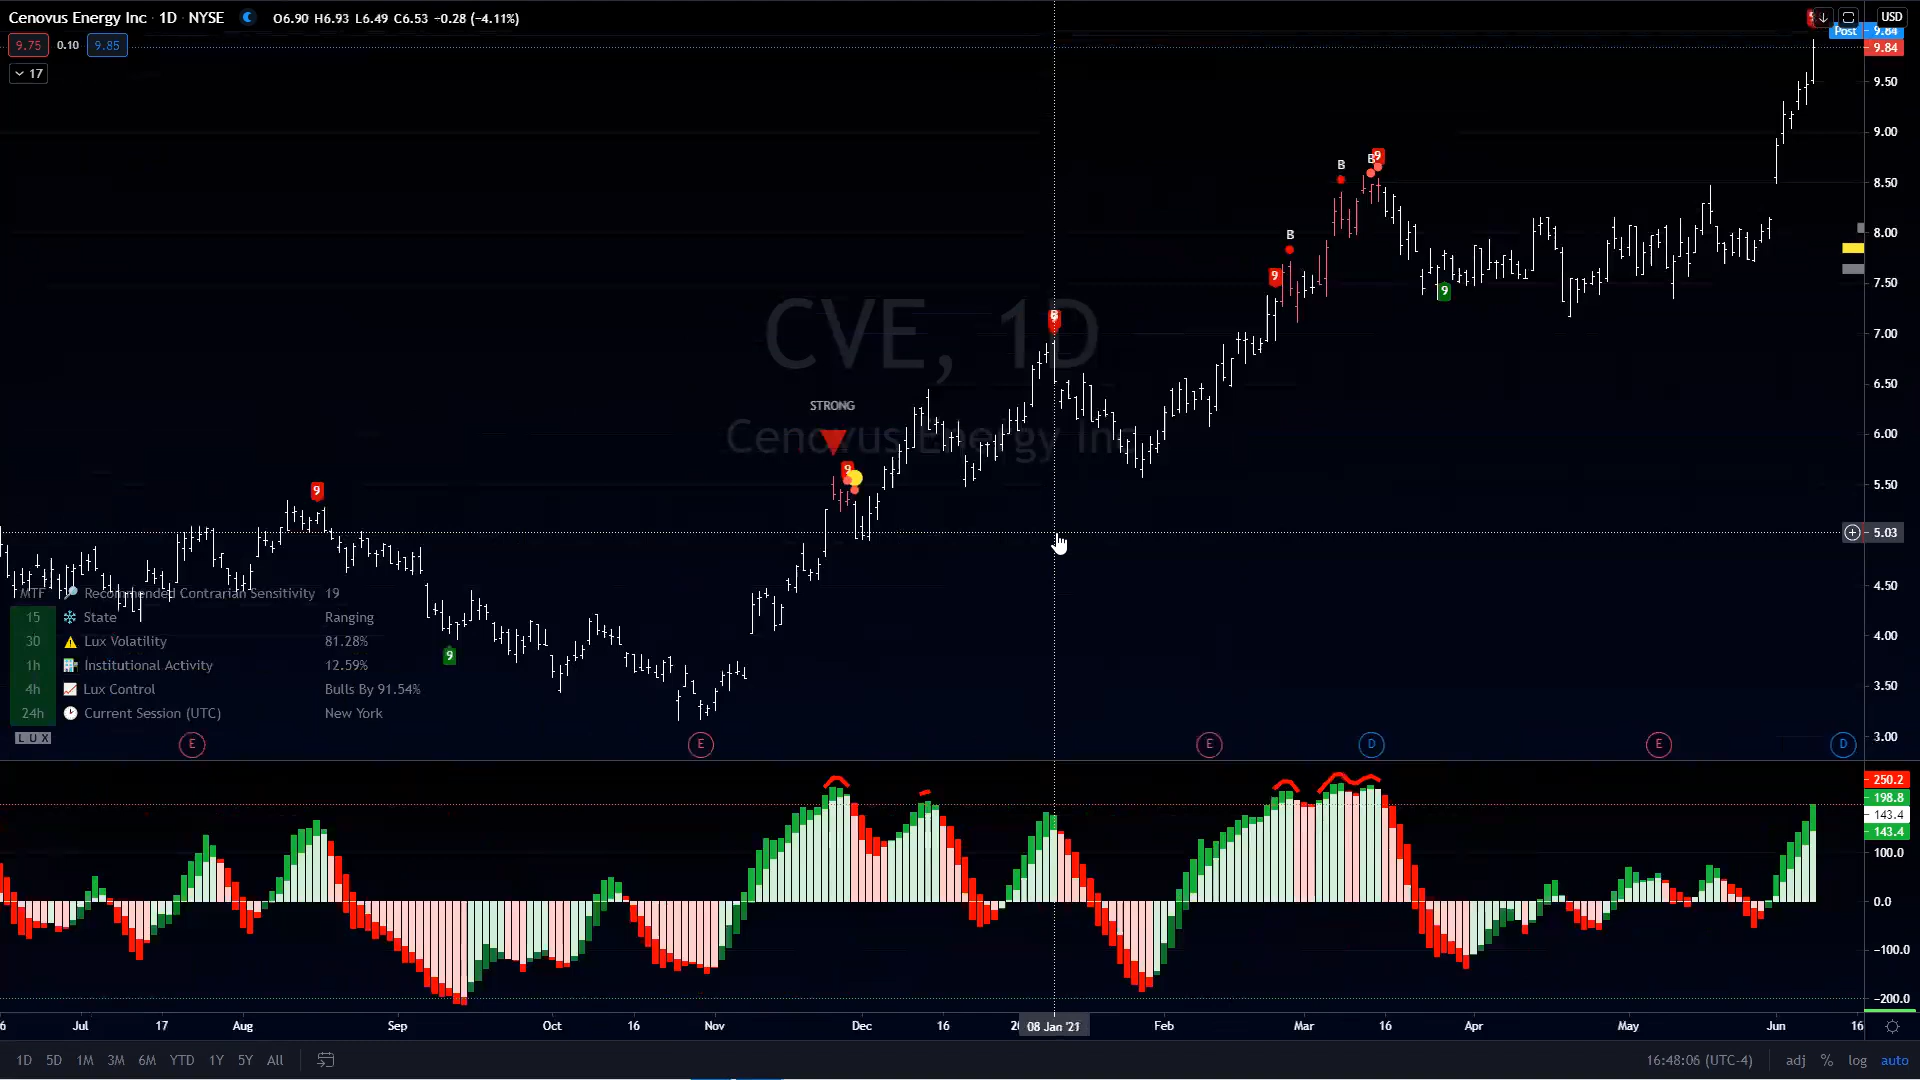 Cenovus Energy Inc · 1D · NYSE O6.90 H6.93 L6.49 C6.53 −0.28 (−4.11%)
USD
Post 9.84
9.75 0.10 9.85
9.84
17
9.50
9.00
B
B 9
8.50
B
8.00
9
9
7.50
CVE, 1D
7.00
6.50
STRONG
Cenovus Energy Inc
6.00
9
9
5.50
5.03
4.50
MTF Recommended Contrarian Sensitivity 19
15 State Ranging
30 Lux Volatility 81.28%
4.00
9
1h Institutional Activity 12.59%
4h Lux Control Bulls By 91.54%
3.50
24h Current Session (UTC) New York
LUX
3.00
E E E D E D
250.2
198.8
143.4
143.4
100.0
0.0
−100.0
−200.0
6 Jul 17 Aug Sep Oct 16 Nov Dec 16 08 Jan '21 Feb Mar 16 Apr May Jun 16
1D 5D 1M 3M 6M YTD 1Y 5Y All 16:48:06 (UTC-4) adj % log auto